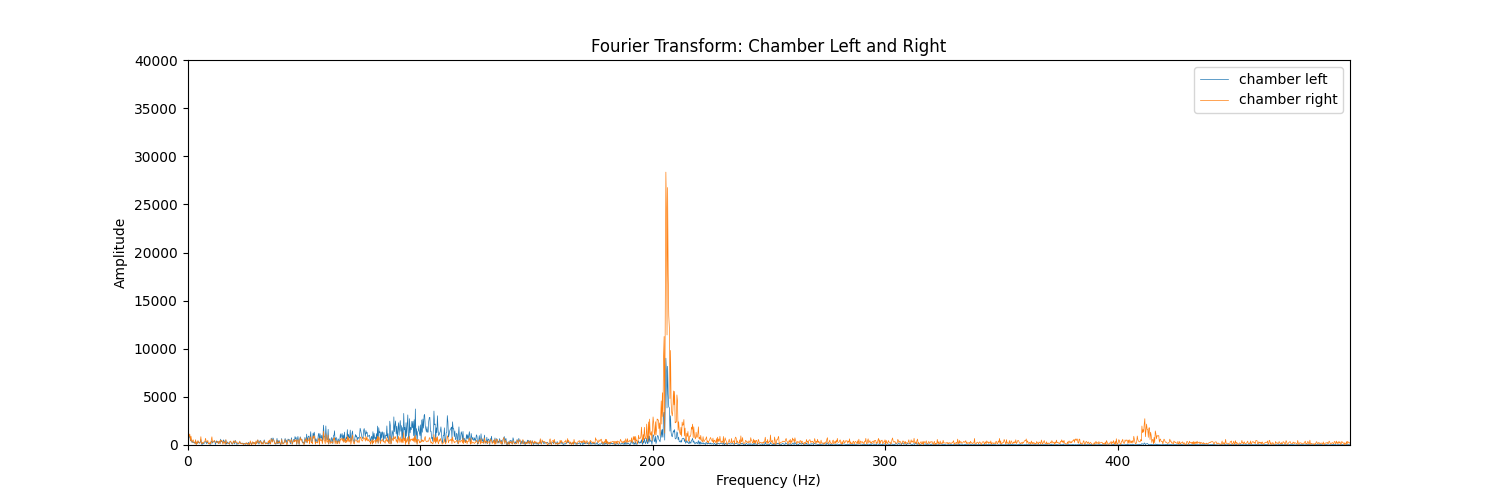 Fourier Transform: Chamber Left and Right
40000
35000
30000
25000
20000
15000
10000
5000
0
Amplitude
chamber left
chamber right
0
100
200
300
400
Frequency (Hz)